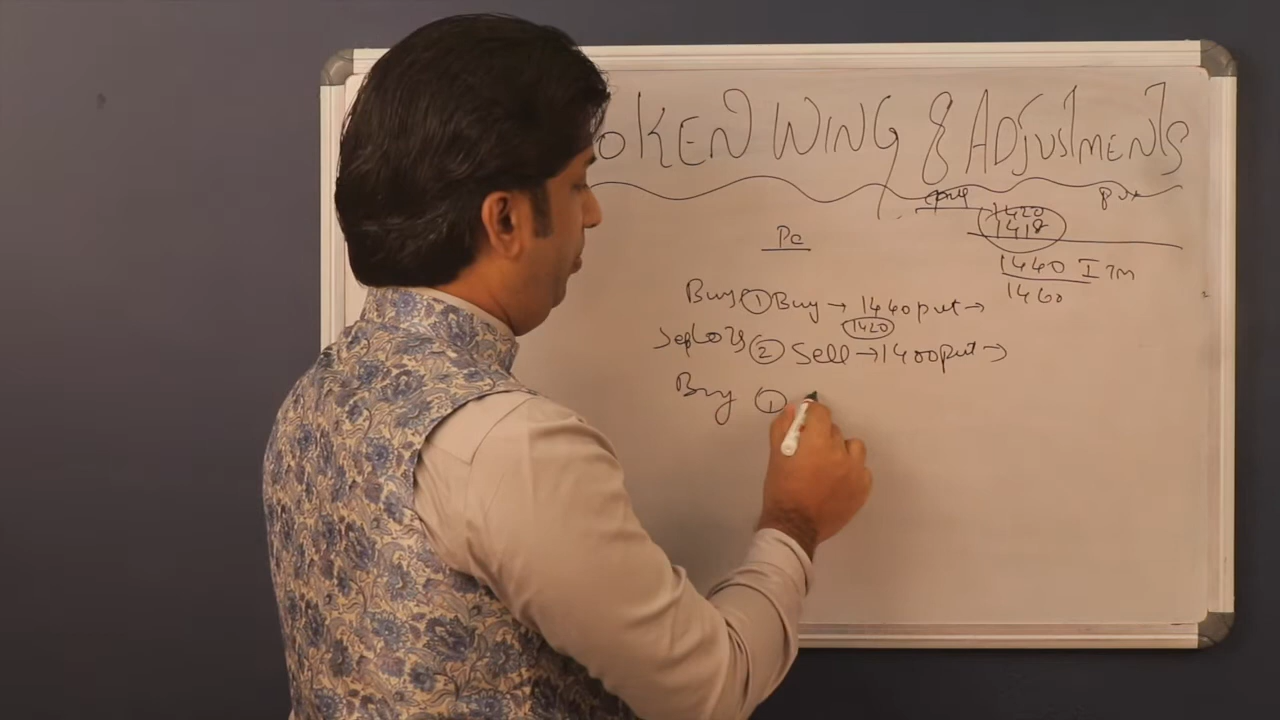 OKEN WING & ADJUSTMENTS
1420
1418
Pe
1440 ITM
1460
Buy ① Buy → 1440 put →
1420
② Sell → 1400 put →
Buy ①